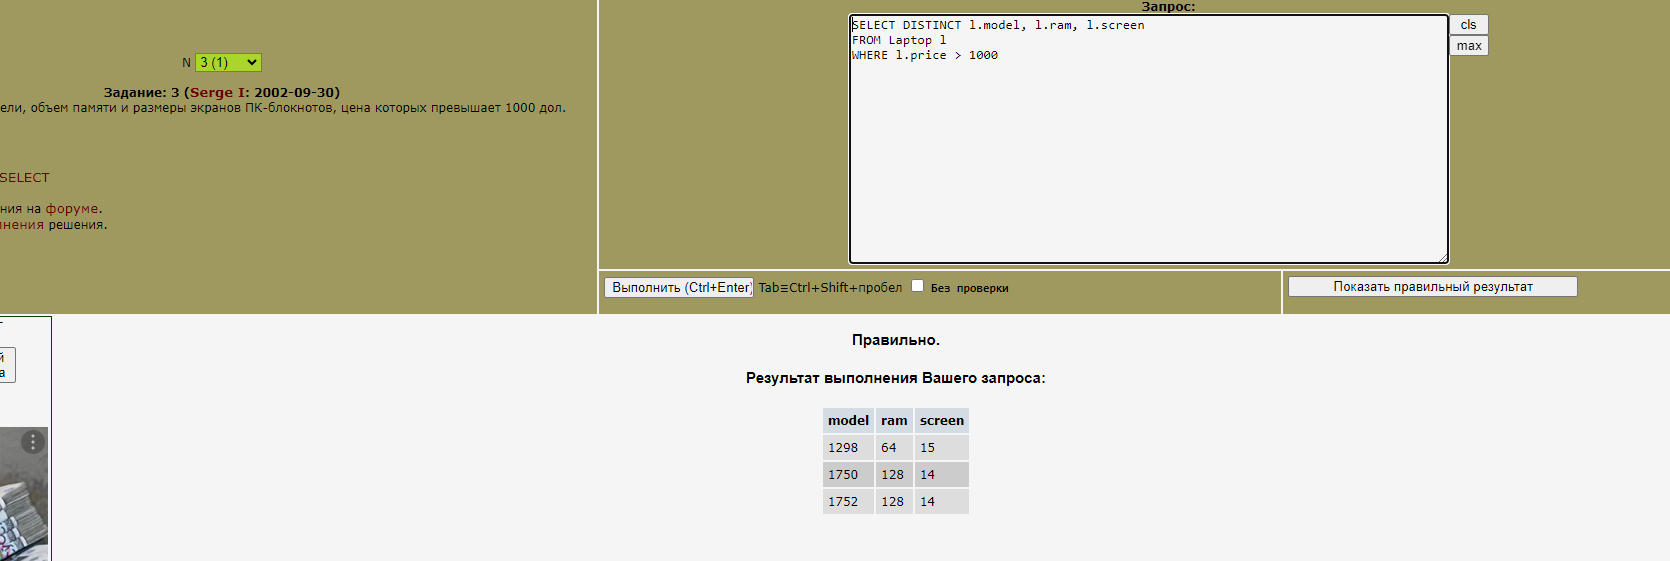 N 3 (1)
Задание: 3 (Serge I: 2002-09-30)
ели, объем памяти и размеры экранов ПК-блокнотов, цена которых превышает 1000 дол.
SELECT
ния на форуме.
нения решения.
Запрос:
SELECT DISTINCT l.model, l.ram, l.screen
FROM Laptop l
WHERE l.price > 1000
cls
max
Выполнить (Ctrl+Enter) Tab≡Ctrl+Shift+пробел Без проверки
Показать правильный результат
й
а
Правильно.
Результат выполнения Вашего запроса:
model ram screen
1298 64 15
1750 128 14
1752 128 14